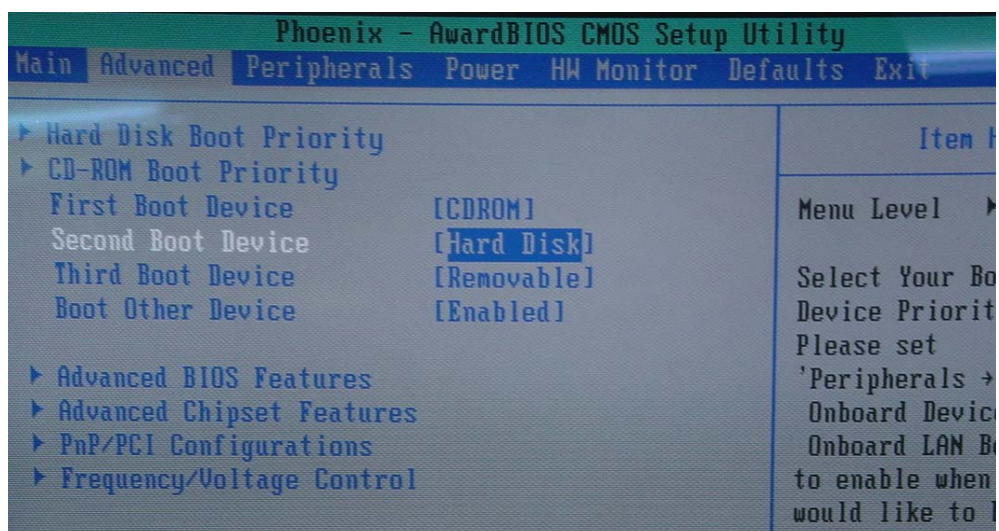 Phoenix - AwardBIOS CMOS Setup Utility
Main Advanced Peripherals Power HW Monitor Defaults Exit
Hard Disk Boot Priority
CD-ROM Boot Priority
First Boot Device [CDROM]
Second Boot Device [Hard Disk]
Third Boot Device [Removable]
Boot Other Device [Enabled]
Advanced BIOS Features
Advanced Chipset Features
PnP/PCI Configurations
Frequency/Voltage Control
Item
Menu Level
Select Your
Device
Please set
'Peripherals →
Onboard
Onboard LAN
to enable when
would like to